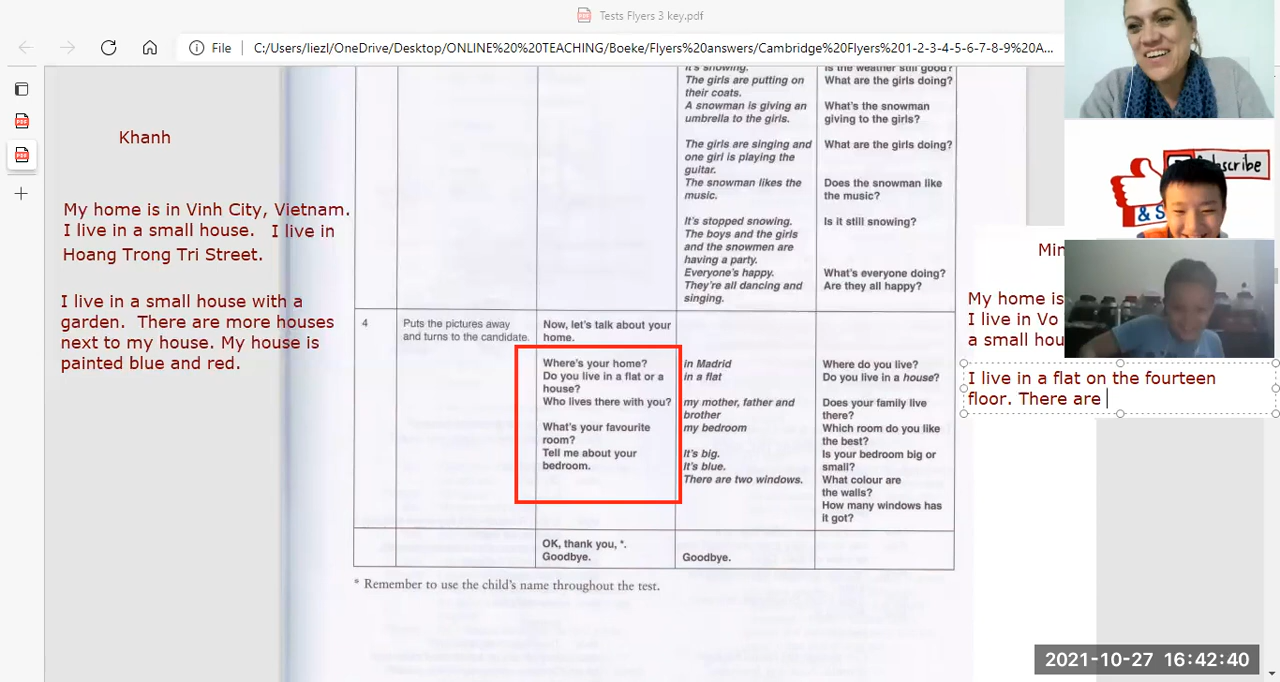 Tests Flyers 3 key.pdf
File
C:/Users/liezl/OneDrive/Desktop/ONLINE%20%20TEACHING/Boeke/Flyers%20answers/Cambridge%20Flyers%201-2-3-4-5-6-7-8-9%20A...
Khanh
My home is in Vinh City, Vietnam.
I live in a small house. I live in
Hoang Trong Tri Street.
I live in a small house with a
garden. There are more houses
next to my house. My house is
painted blue and red.
It's snowing.
The girls are putting on
their coats.
A snowman is giving an
umbrella to the girls.
The girls are singing and
one girl is playing the
guitar.
The snowman likes the
music.
It's stopped snowing.
The boys and the girls
and the snowmen are
having a party.
Everyone's happy.
They're all dancing and
singing.
Is the weather still good?
What are the girls doing?
What's the snowman
giving to the girls?
What are the girls doing?
Does the snowman like
the music?
Is it still snowing?
What's everyone doing?
Are they all happy?
4
Puts the pictures away
and turns to the candidate.
Now, let's talk about your
home.
Where's your home?
Do you live in a flat or a
house?
Who lives there with you?
What's your favourite
room?
Tell me about your
bedroom.
in Madrid
in a flat
my mother, father and
brother
my bedroom
It's big.
It's blue.
There are two windows.
Where do you live?
Do you live in a house?
Does your family live
there?
Which room do you like
the best?
Is your bedroom big or
small?
What colour are
the walls?
How many windows has
it got?
OK, thank you, *.
Goodbye.
Goodbye.
* Remember to use the child's name throughout the test.
Min
My home is
I live in Vo
a small hou
I live in a flat on the fourteen
floor. There are
Subscribe
& S
2021-10-27 16:42:40